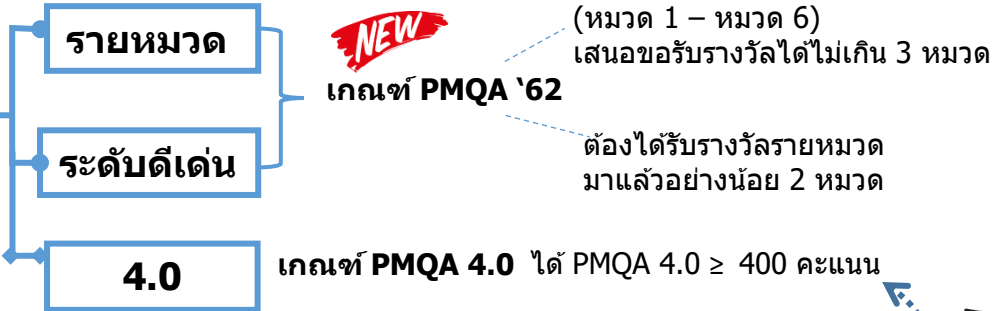 รายหมวด
NEW
เกณฑ์ PMQA ‘62
(หมวด 1 – หมวด 6)
เสนอขอรับรางวัลได้ไม่เกิน 3 หมวด
ระดับดีเด่น
ต้องได้รับรางวัลรายหมวด
มาแล้วอย่างน้อย 2 หมวด
4.0
เกณฑ์ PMQA 4.0 ได้ PMQA 4.0 ≥ 400 คะแนน